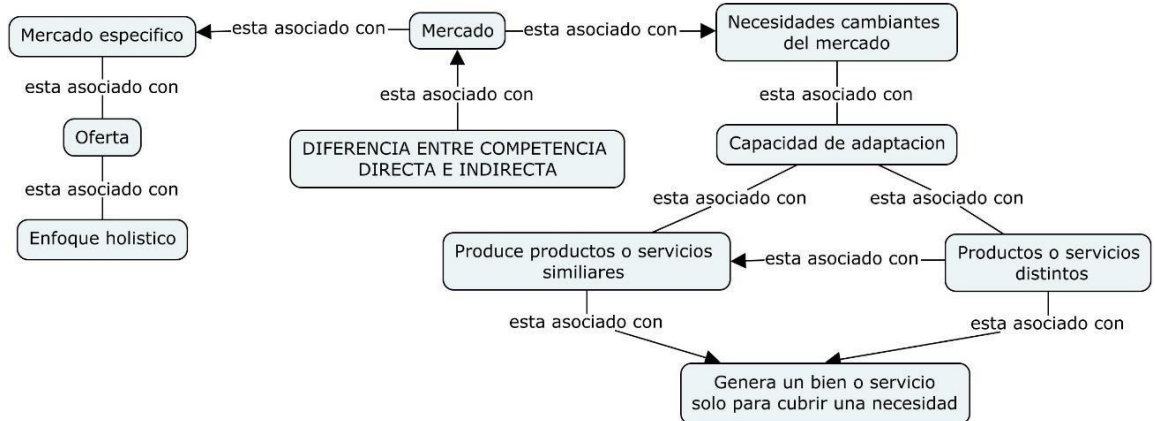 Mercado especifico
esta asociado con
Mercado
esta asociado con
Necesidades cambiantes
del mercado
esta asociado con
esta asociado con
esta asociado con
Oferta
DIFERENCIA ENTRE COMPETENCIA
DIRECTA E INDIRECTA
Capacidad de adaptacion
esta asociado con
esta asociado con
esta asociado con
Enfoque holistico
Produce productos o servicios
similiares
esta asociado con
Productos o servicios
distintos
esta asociado con
esta asociado con
Genera un bien o servicio
solo para cubrir una necesidad